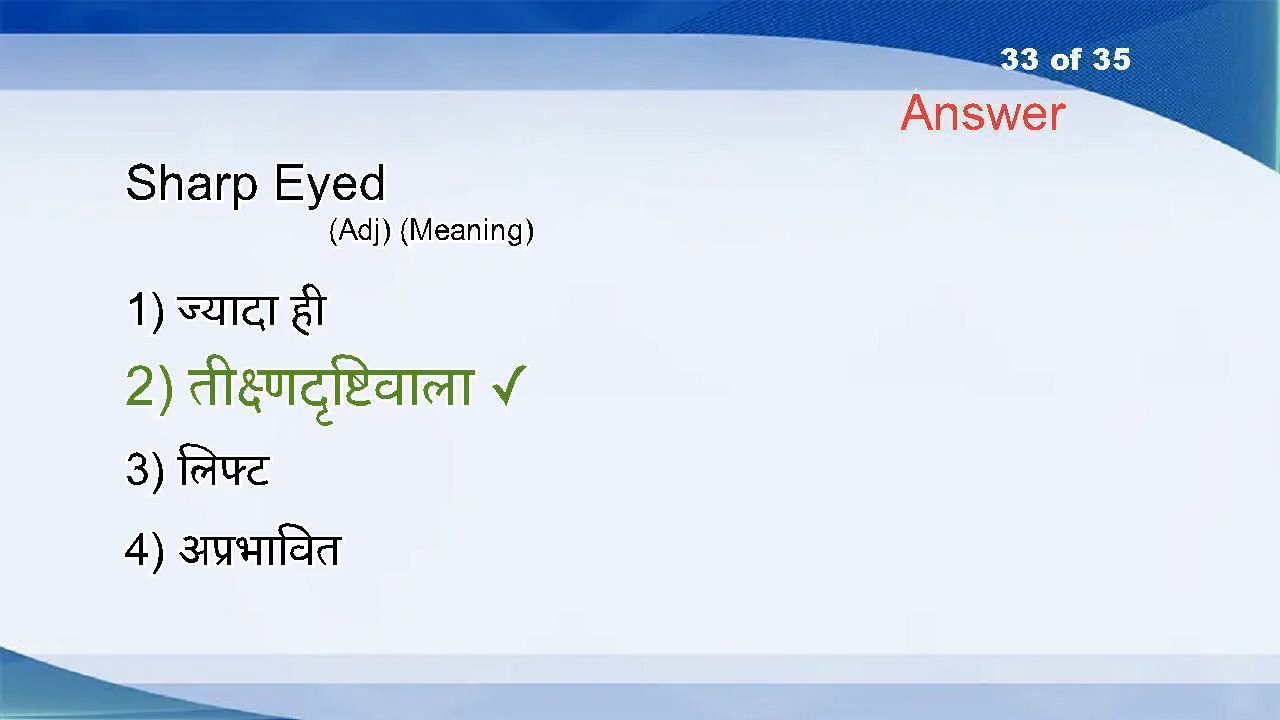 33 of 35
Answer
Sharp Eyed
(Adj) (Meaning)
1) ज्यादा ही
2) तीक्ष्णदृष्टिवाला ✓
3) लिफ्ट
4) अप्रभावित